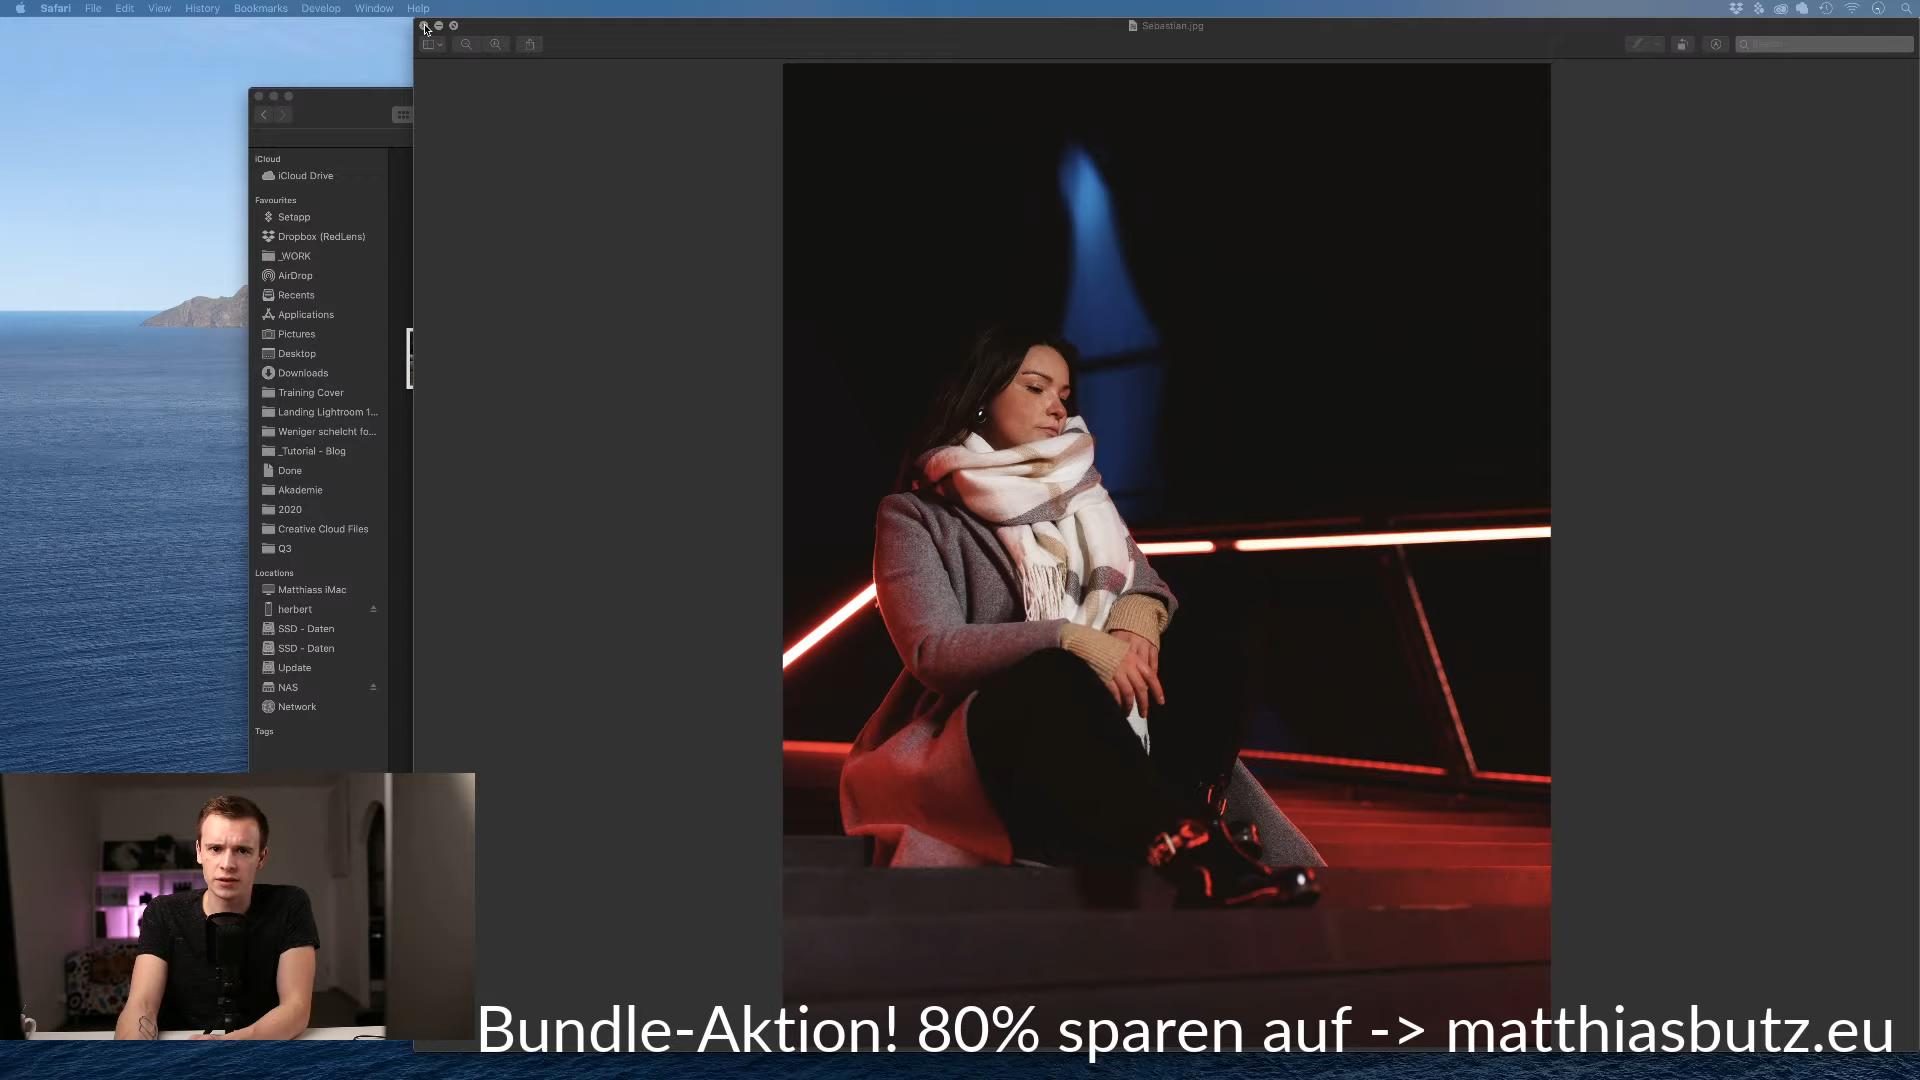 Safari File Edit View History Bookmarks Develop Window Help
Sebastian.jpg
iCloud
iCloud Drive
Favourites
Setapp
Dropbox (RedLens)
_WORK
AirDrop
Recents
Applications
Pictures
Desktop
Downloads
Training Cover
Landing Lightroom 1...
Weniger schelcht fo...
_Tutorial - Blog
Done
Akademie
2020
Creative Cloud Files
Q3
Locations
Matthiass iMac
herbert
SSD - Daten
SSD - Daten
Update
NAS
Network
Tags
Bundle-Aktion! 80% sparen auf -> matthiasbutz.eu